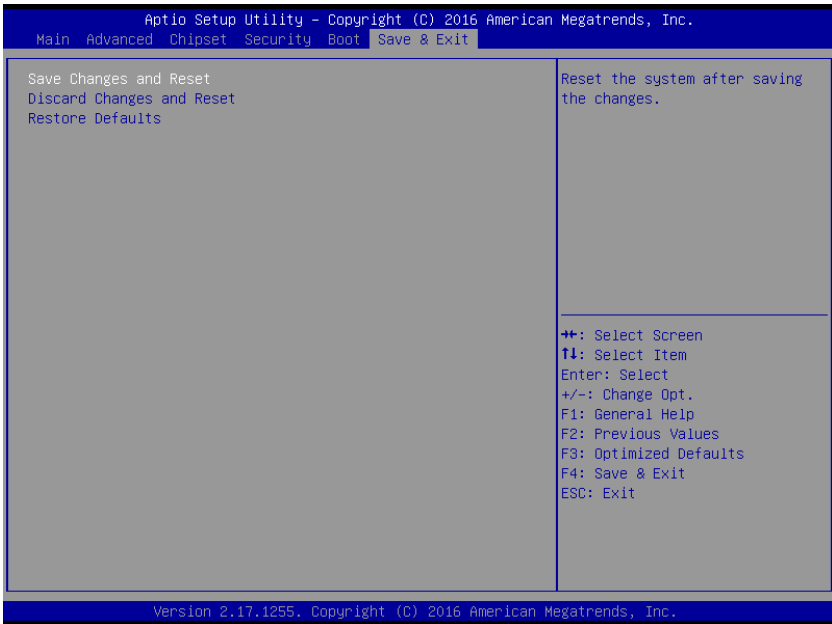 Aptio Setup Utility – Copyright (C) 2016 American Megatrends, Inc.
Main Advanced Chipset Security Boot Save & Exit
Save Changes and Reset
Discard Changes and Reset
Restore Defaults
Reset the system after saving
the changes.
→←: Select Screen
↑↓: Select Item
Enter: Select
+/-: Change Opt.
F1: General Help
F2: Previous Values
F3: Optimized Defaults
F4: Save & Exit
ESC: Exit
Version 2.17.1255. Copyright (C) 2016 American Megatrends, Inc.